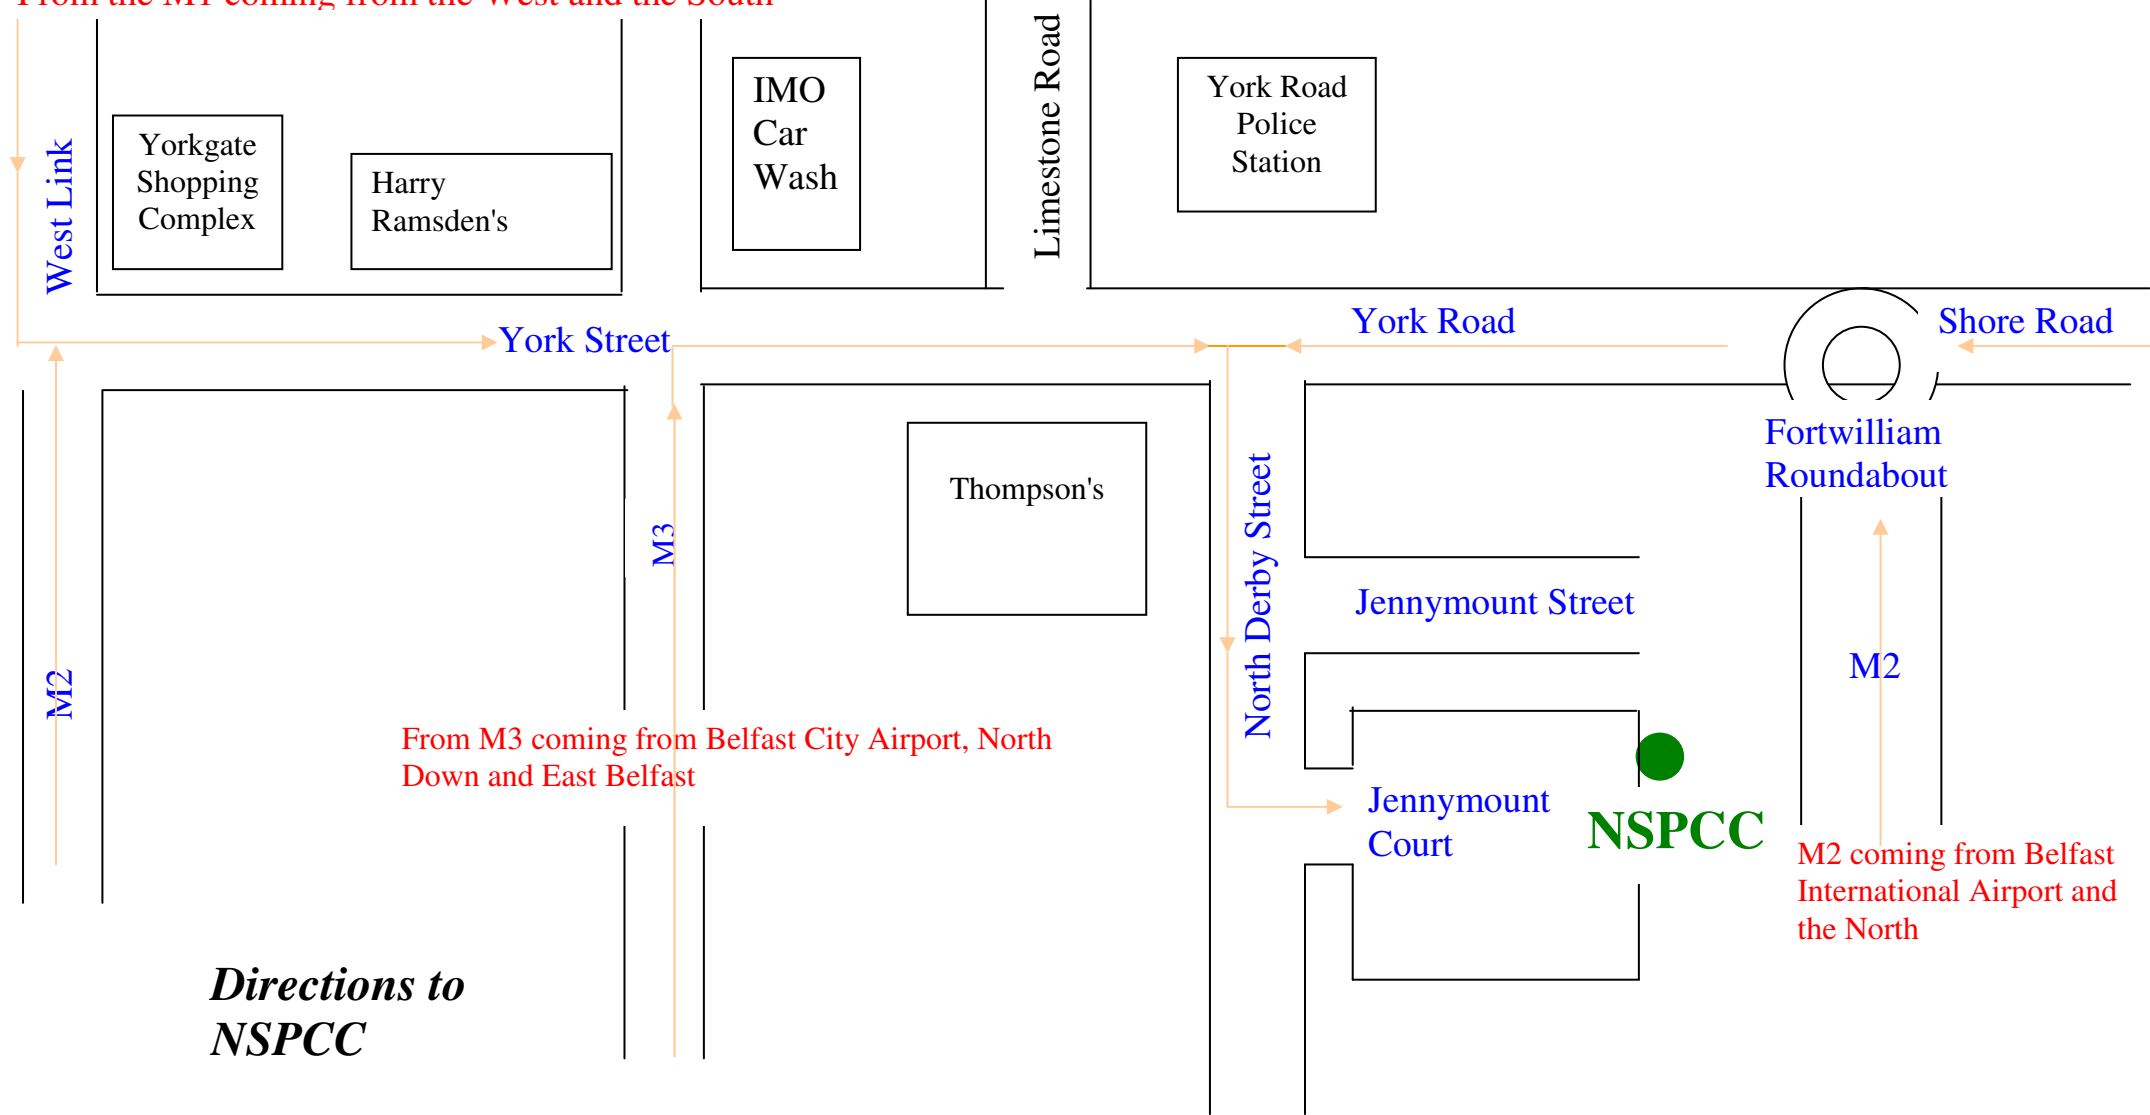 From the M1 coming from the West and the South
West Link
Yorkgate
Shopping
Complex
Harry
Ramsden's
IMO
Car
Wash
Limestone Road
York Road
Police
Station
York Street
York Road
Shore Road
Fortwilliam
Roundabout
Thompson's
M3
North Derby Street
Jennymount Street
M2
M2
From M3 coming from Belfast City Airport, North
Down and East Belfast
Jennymount
Court
NSPCC
M2 coming from Belfast
International Airport and
the North
Directions to
NSPCC